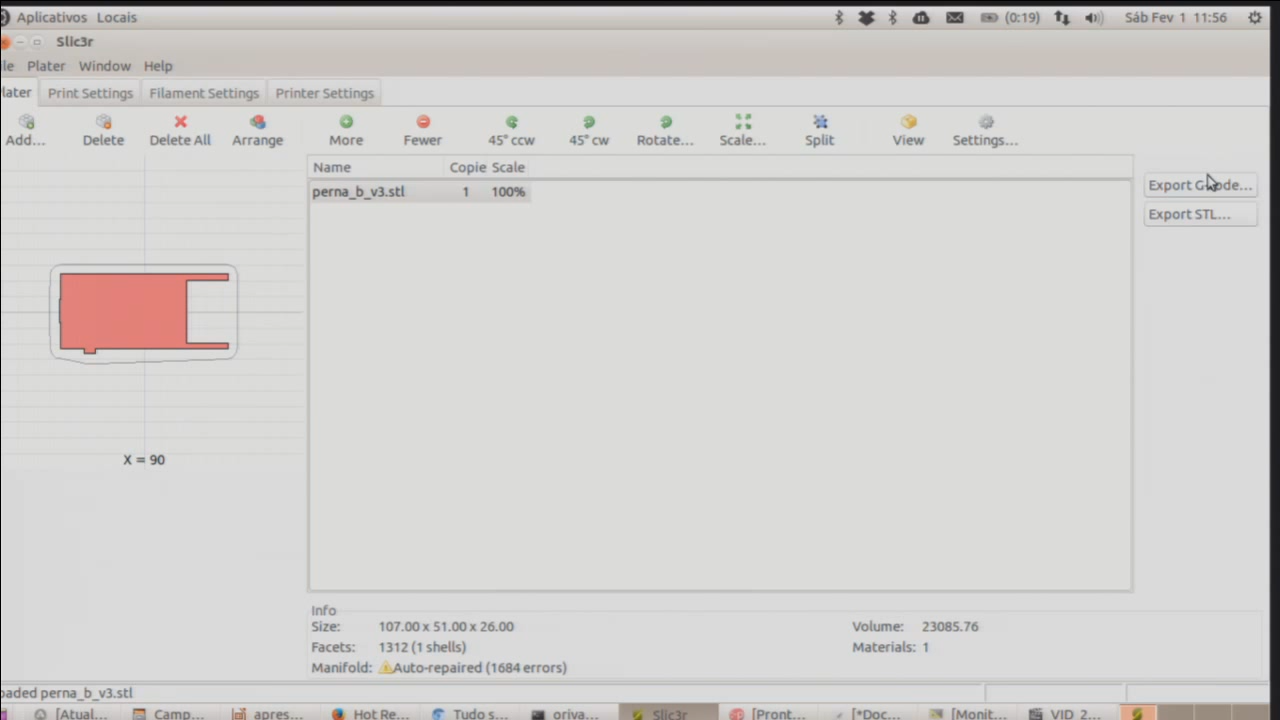 Aplicativos Locais (0:19) Sáb Fev 1 11:56
Slic3r
Plater Window Help
Print Settings Filament Settings Printer Settings
Add... Delete Delete All Arrange More Fewer 45° ccw 45° cw Rotate... Scale... Split View Settings...
Name Copie Scale
perna_b_v3.stl 1 100%
Export G-code...
Export STL...
X = 90
Info
Size: 107.00 x 51.00 x 26.00 Volume: 23085.76
Facets: 1312 (1 shells) Materials: 1
Manifold: Auto-repaired (1684 errors)
oaded perna_b_v3.stl
[Atual... Camp... apres... Hot Re... Tudo s... oriva... Slic3r [Pront... [*Doc... [Monit... VID_2...